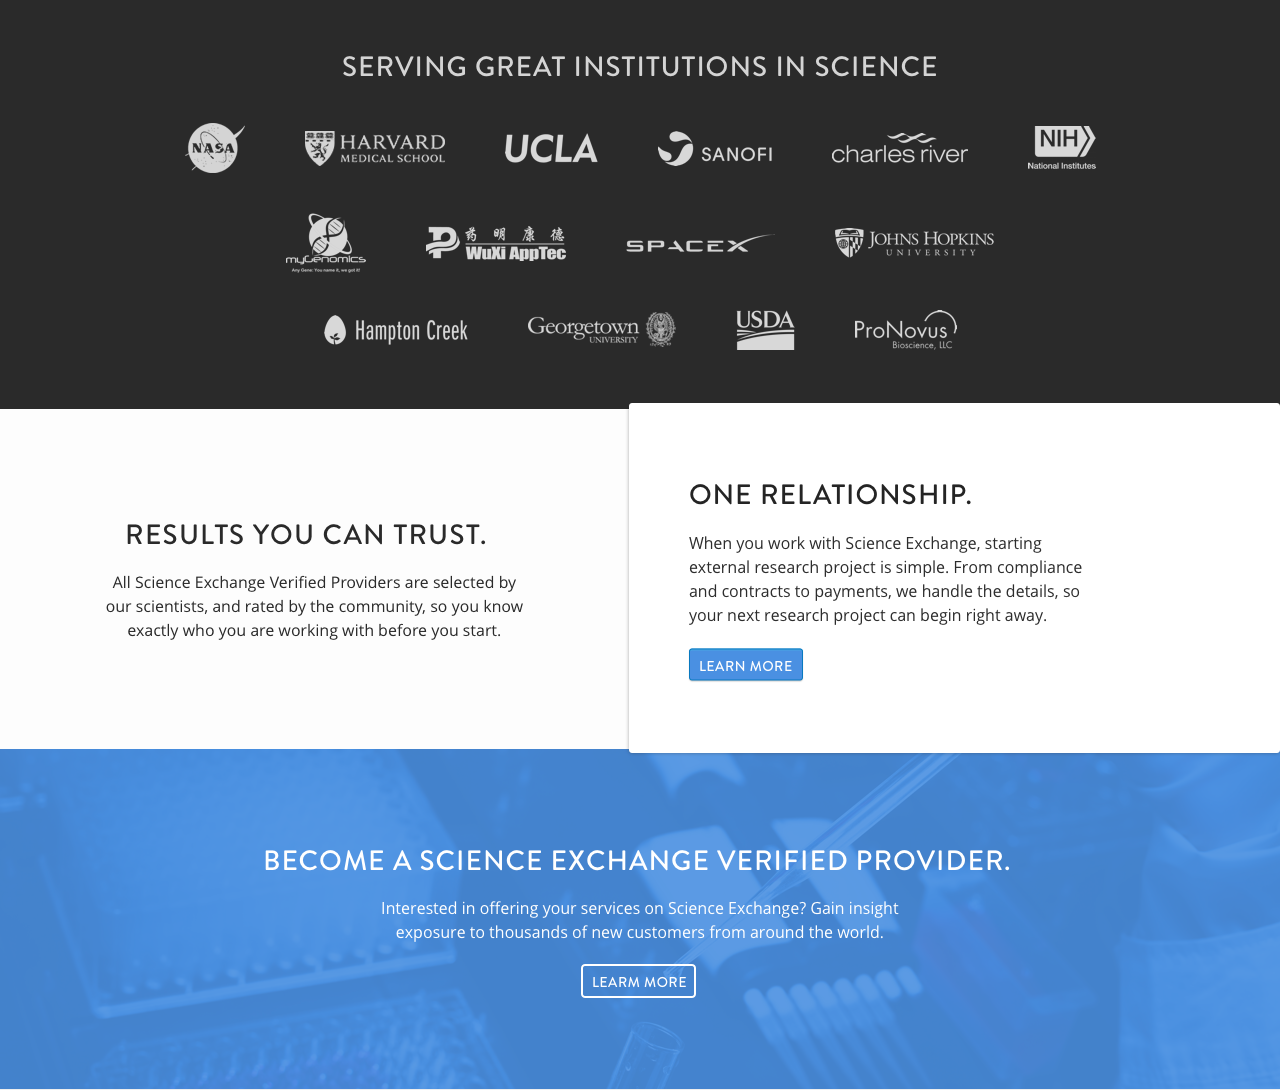 SERVING GREAT INSTITUTIONS IN SCIENCE
NASA
HARVARD
MEDICAL SCHOOL
UCLA
SANOFI
charles river
NIH
National Institutes
myGenomics
Any Gene: You name it, we got it!
药明康德
WuXi AppTec
SPACEX
JOHNS HOPKINS
UNIVERSITY
Hampton Creek
Georgetown
UNIVERSITY
USDA
ProNovus
Bioscience, LLC
RESULTS YOU CAN TRUST.
All Science Exchange Verified Providers are selected by
our scientists, and rated by the community, so you know
exactly who you are working with before you start.
ONE RELATIONSHIP.
When you work with Science Exchange, starting
external research project is simple. From compliance
and contracts to payments, we handle the details, so
your next research project can begin right away.
LEARN MORE
BECOME A SCIENCE EXCHANGE VERIFIED PROVIDER.
Interested in offering your services on Science Exchange? Gain insight
exposure to thousands of new customers from around the world.
LEARM MORE